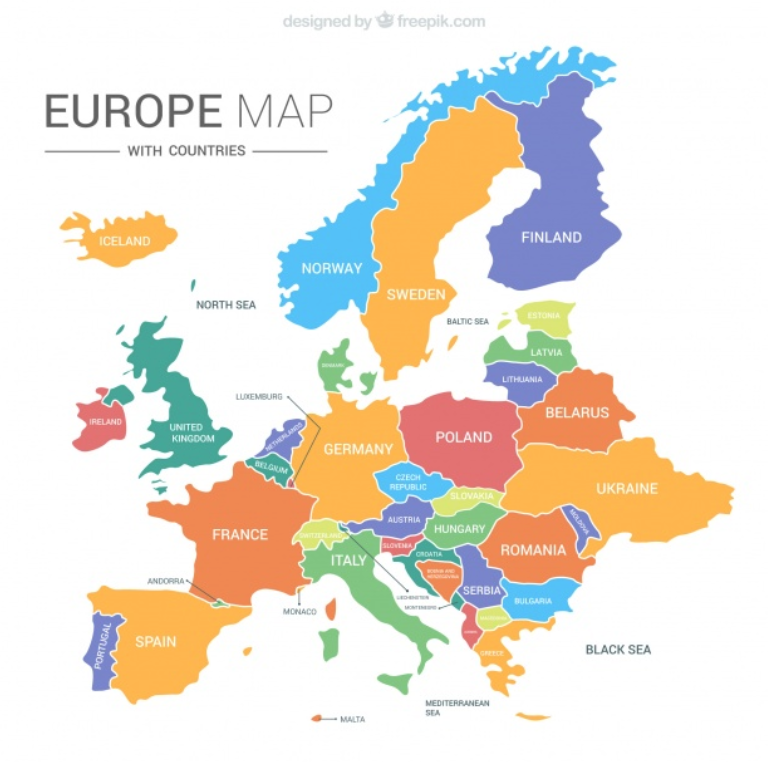 designed by freepik.com
EUROPE MAP
WITH COUNTRIES
ICELAND
NORWAY
SWEDEN
FINLAND
NORTH SEA
BALTIC SEA
ESTONIA
LATVIA
LITHUANIA
DENMARK
IRELAND
UNITED
KINGDOM
LUXEMBURG
NETHERLANDS
BELGIUM
GERMANY
POLAND
BELARUS
CZECH
REPUBLIC
SLOVAKIA
UKRAINE
MOLDOVA
FRANCE
SWITZERLAND
AUSTRIA
HUNGARY
ROMANIA
ITALY
SLOVENIA
CROATIA
BOSNIA AND
HERZEGOVINA
SERBIA
BULGARIA
LIECHENSTEIN
MONTENEGRO
ANDORRA
MONACO
PORTUGAL
SPAIN
GREECE
BLACK SEA
MEDITERRANEAN
SEA
MALTA